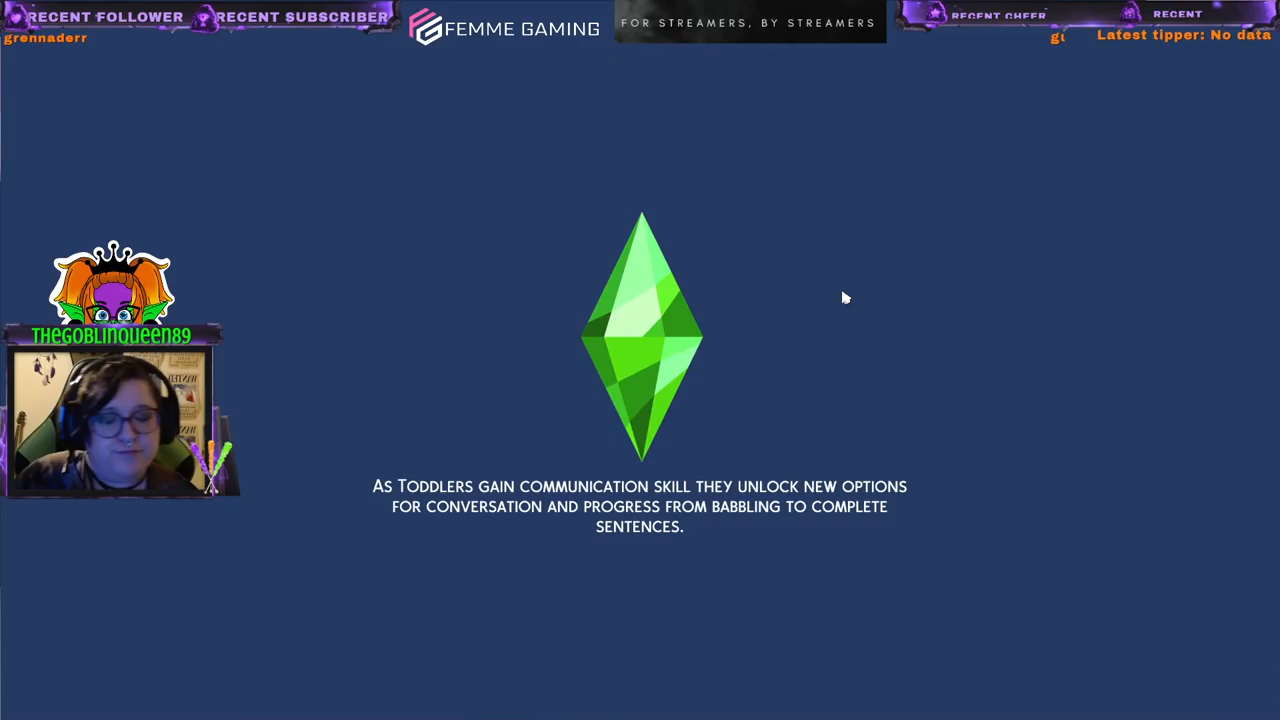 RECENT FOLLOWER
RECENT SUBSCRIBER
FEMME GAMING
FOR STREAMERS, BY STREAMERS
RECENT CHEER
RECENT
grennaderr
Latest tipper: No data
THEGOBLINQUEEN89
AS TODDLERS GAIN COMMUNICATION SKILL THEY UNLOCK NEW OPTIONS
FOR CONVERSATION AND PROGRESS FROM BABBLING TO COMPLETE
SENTENCES.